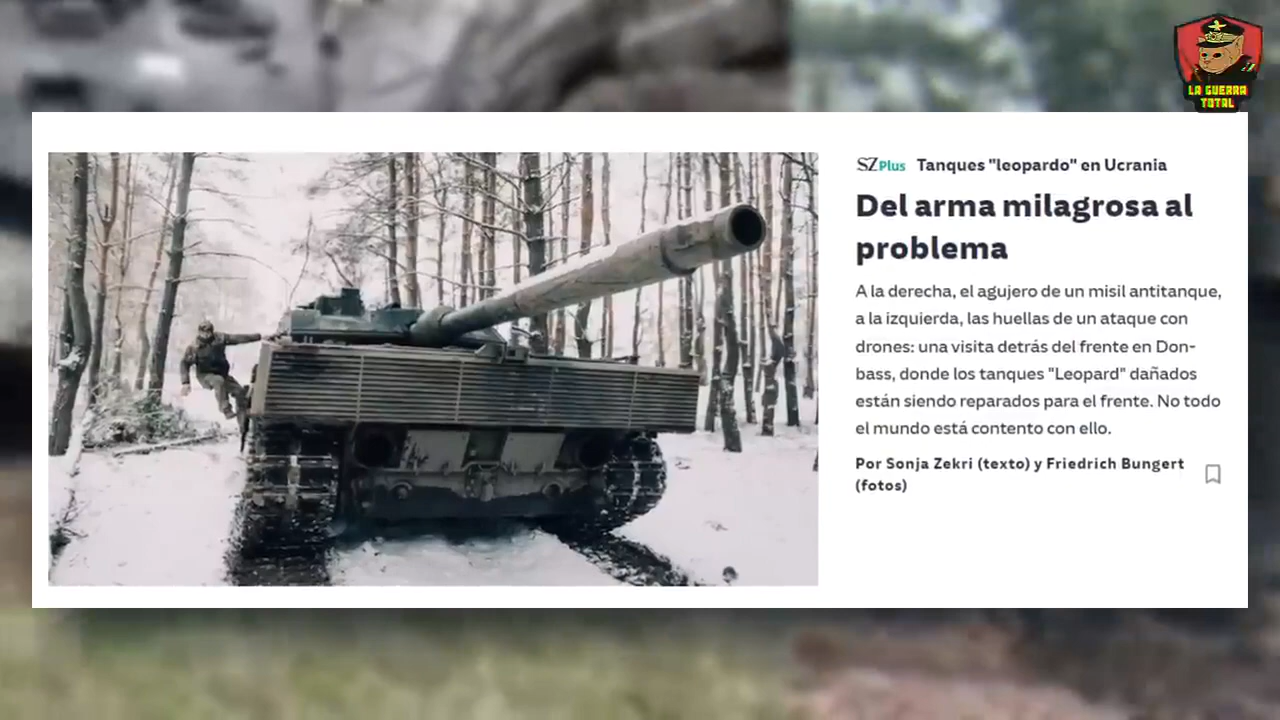 LA GUERRA
TOTAL
SZPlus Tanques "leopardo" en Ucrania
Del arma milagrosa al
problema
A la derecha, el agujero de un misil antitanque,
a la izquierda, las huellas de un ataque con
drones: una visita detrás del frente en Don-
bass, donde los tanques "Leopard" dañados
están siendo reparados para el frente. No todo
el mundo está contento con ello.
Por Sonja Zekri (texto) y Friedrich Bungert
(fotos)